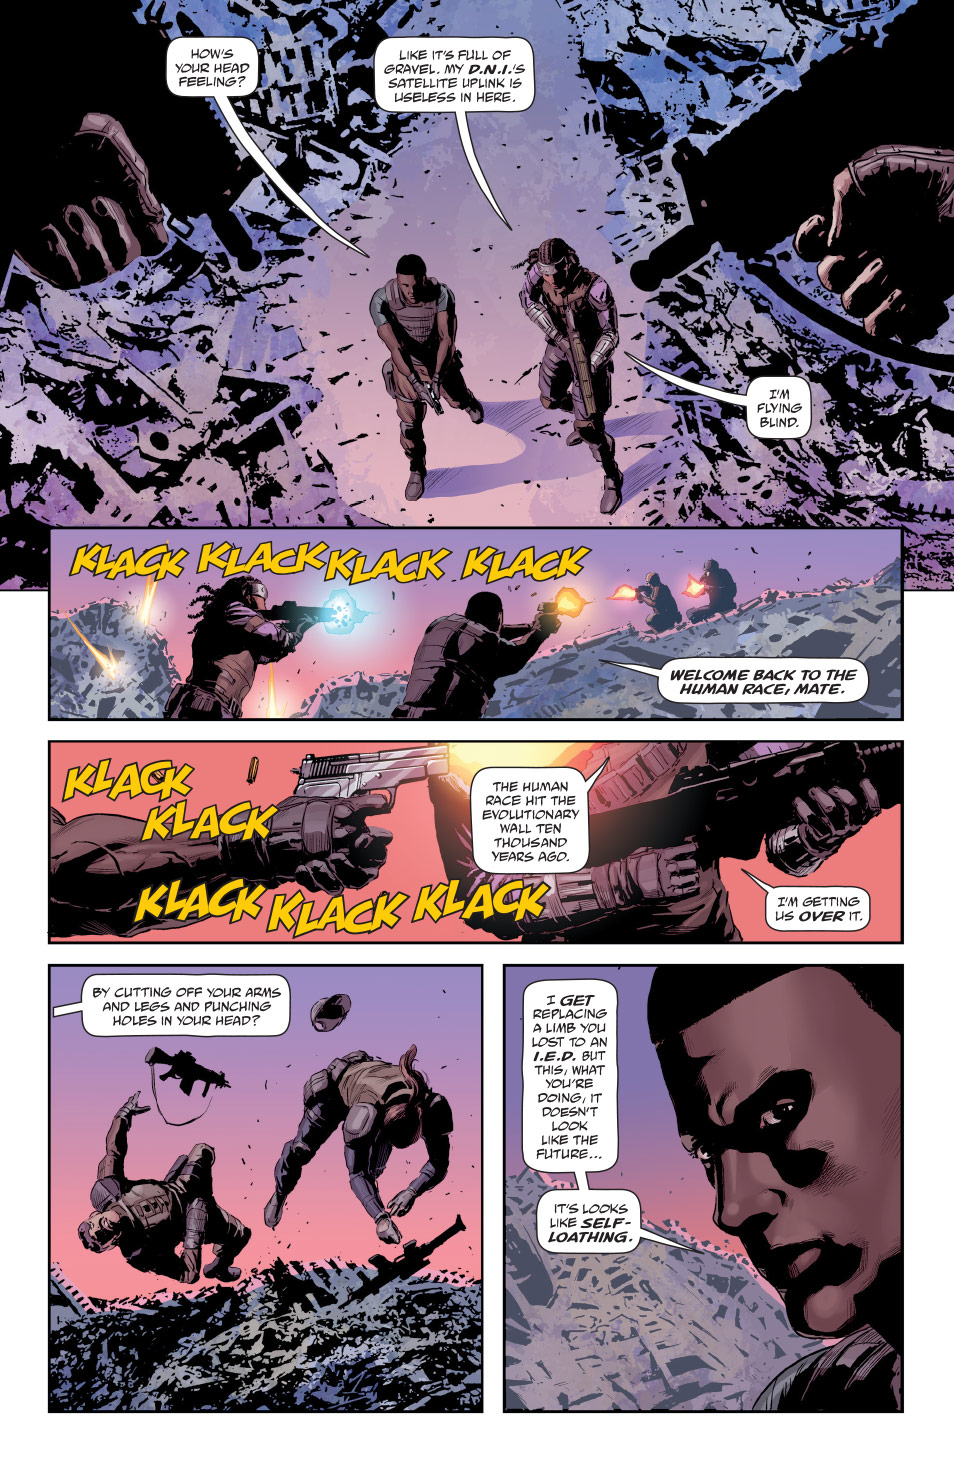 HOW'S
YOUR HEAD
FEELING?
LIKE IT'S FULL OF
GRAVEL. MY D.N.I.'S
SATELLITE UPLINK IS
USELESS IN HERE.
I'M
FLYING
BLIND.
KLACK KLACK KLACK KLACK
WELCOME BACK TO THE
HUMAN RACE, MATE.
KLACK
KLACK
KLACK KLACK KLACK
THE HUMAN
RACE HIT THE
EVOLUTIONARY
WALL TEN
THOUSAND
YEARS AGO.
I'M GETTING
US OVER IT.
BY CUTTING OFF YOUR ARMS
AND LEGS AND PUNCHING
HOLES IN YOUR HEAD?
I GET
REPLACING
A LIMB YOU
LOST TO AN
I.E.D. BUT
THIS, WHAT
YOU'RE
DOING, IT
DOESN'T
LOOK
LIKE THE
FUTURE...
IT'S LOOKS
LIKE SELF-
LOATHING.